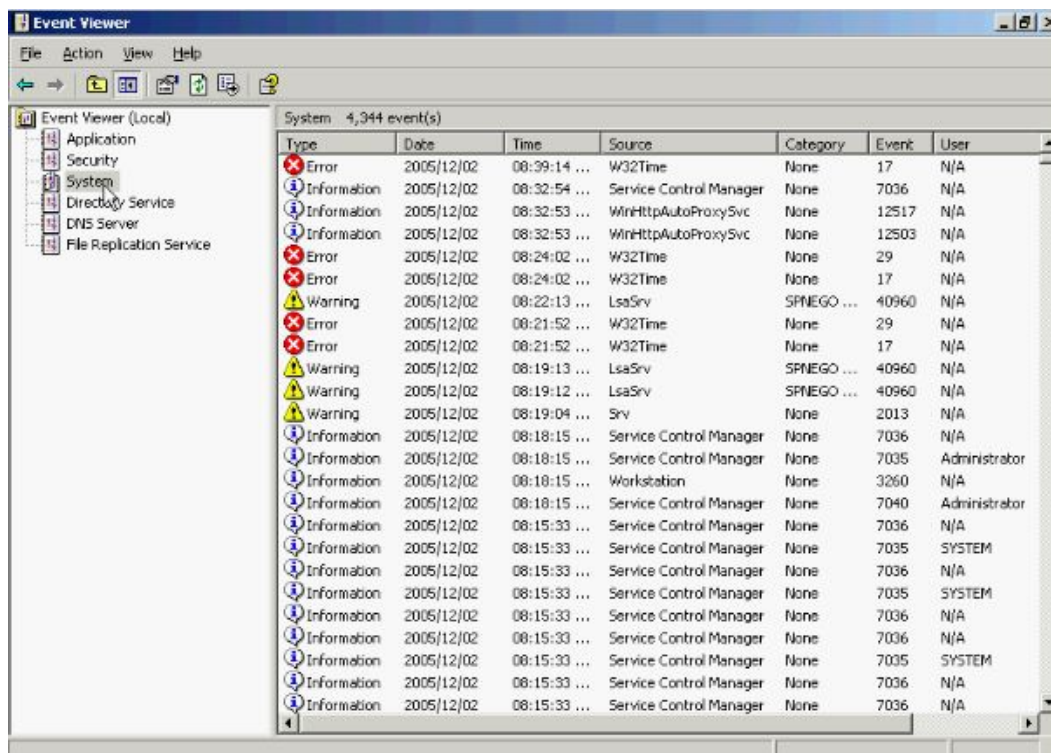 Event Viewer
File Action View Help
Event Viewer (Local)
Application
Security
System
Directory Service
DNS Server
File Replication Service
System 4,344 event(s)
Type Date Time Source Category Event User
Error 2005/12/02 08:39:14 ... W32Time None 17 N/A
Information 2005/12/02 08:32:54 ... Service Control Manager None 7036 N/A
Information 2005/12/02 08:32:53 ... WinHttpAutoProxySvc None 12517 N/A
Information 2005/12/02 08:32:53 ... WinHttpAutoProxySvc None 12503 N/A
Error 2005/12/02 08:24:02 ... W32Time None 29 N/A
Error 2005/12/02 08:24:02 ... W32Time None 17 N/A
Warning 2005/12/02 08:22:13 ... LsaSrv SPNEGO ... 40960 N/A
Error 2005/12/02 08:21:52 ... W32Time None 29 N/A
Error 2005/12/02 08:21:52 ... W32Time None 17 N/A
Warning 2005/12/02 08:19:13 ... LsaSrv SPNEGO ... 40960 N/A
Warning 2005/12/02 08:19:12 ... LsaSrv SPNEGO ... 40960 N/A
Warning 2005/12/02 08:19:04 ... Srv None 2013 N/A
Information 2005/12/02 08:18:15 ... Service Control Manager None 7036 N/A
Information 2005/12/02 08:18:15 ... Service Control Manager None 7035 Administrator
Information 2005/12/02 08:18:15 ... Workstation None 3260 N/A
Information 2005/12/02 08:18:15 ... Service Control Manager None 7040 Administrator
Information 2005/12/02 08:15:33 ... Service Control Manager None 7036 N/A
Information 2005/12/02 08:15:33 ... Service Control Manager None 7035 SYSTEM
Information 2005/12/02 08:15:33 ... Service Control Manager None 7036 N/A
Information 2005/12/02 08:15:33 ... Service Control Manager None 7035 SYSTEM
Information 2005/12/02 08:15:33 ... Service Control Manager None 7036 N/A
Information 2005/12/02 08:15:33 ... Service Control Manager None 7036 N/A
Information 2005/12/02 08:15:33 ... Service Control Manager None 7035 SYSTEM
Information 2005/12/02 08:15:33 ... Service Control Manager None 7036 N/A
Information 2005/12/02 08:15:33 ... Service Control Manager None 7036 N/A